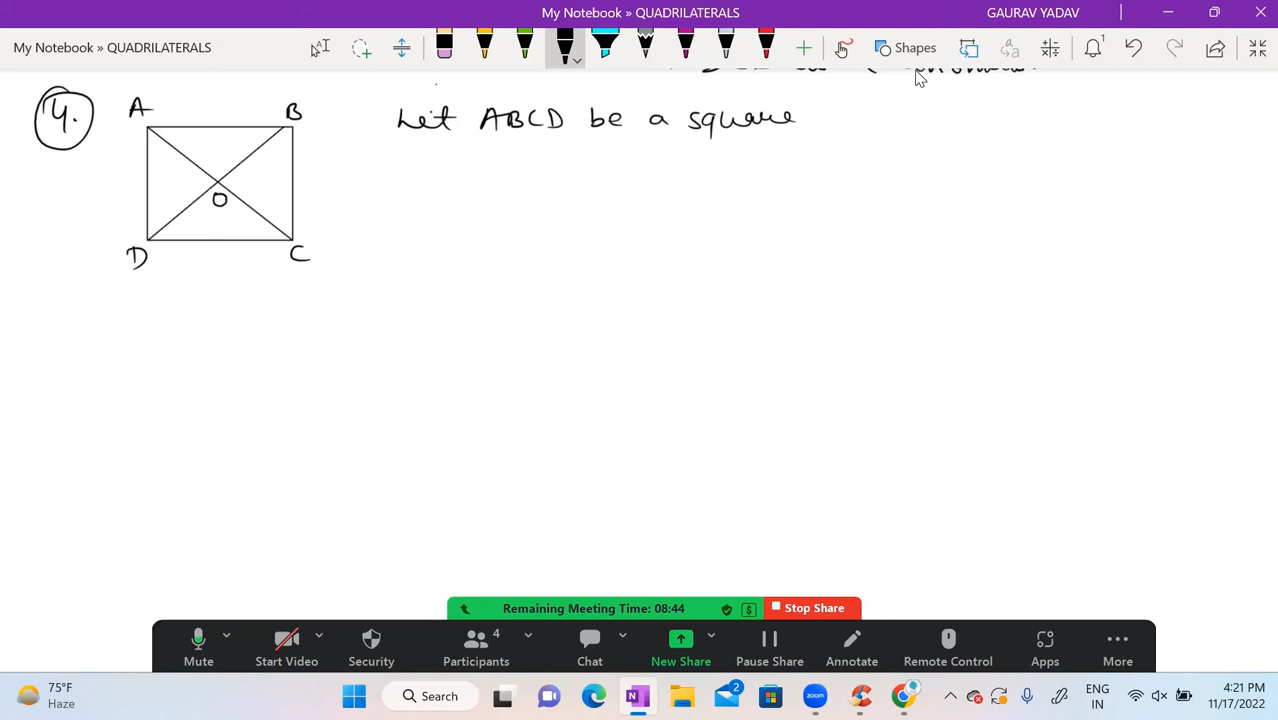 My Notebook » QUADRILATERALS
GAURAV YADAV
My Notebook » QUADRILATERALS
Shapes
4.
A B
Let ABCD be a square
O
D C
Remaining Meeting Time: 08:44
Stop Share
4
Mute Start Video Security Participants Chat New Share Pause Share Annotate Remote Control Apps More
75°F
Haze
Search
2
zoom
ENG
IN
4:21 PM
11/17/2022